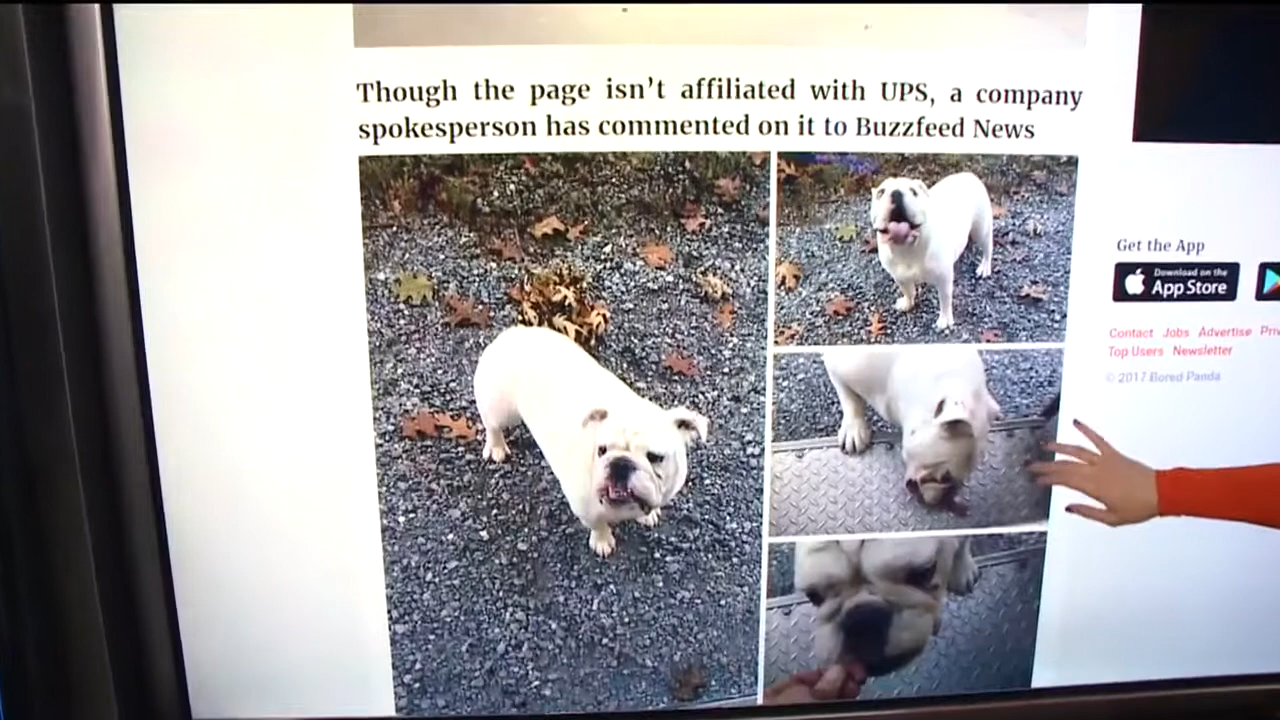 Though the page isn't affiliated with UPS, a company
spokesperson has commented on it to Buzzfeed News
Get the App
Download on the
App Store
Contact Jobs Advertise
Top Users Newsletter
© 2017 Bored Panda